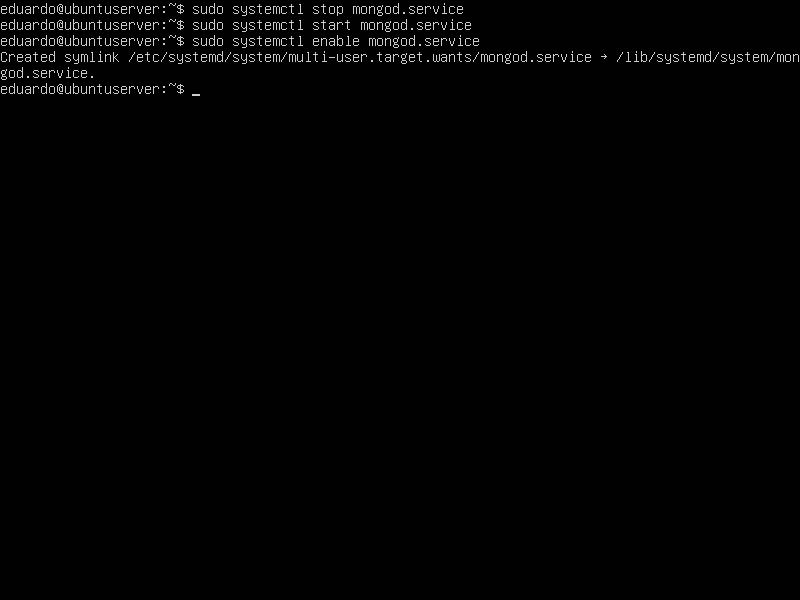 eduardo@ubuntuserver:~$ sudo systemctl stop mongod.service
eduardo@ubuntuserver:~$ sudo systemctl start mongod.service
eduardo@ubuntuserver:~$ sudo systemctl enable mongod.service
Created symlink /etc/systemd/system/multi-user.target.wants/mongod.service → /lib/systemd/system/mon
god.service.
eduardo@ubuntuserver:~$ _